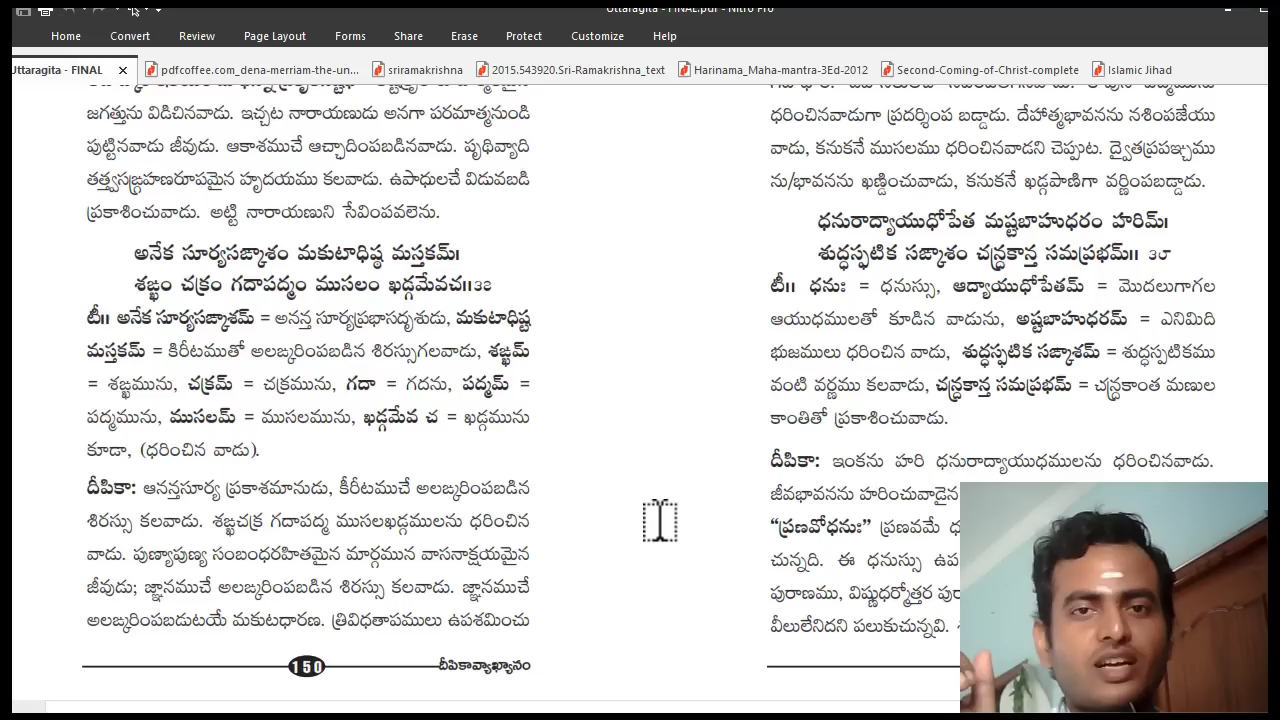 Uttaragita - FINAL.pdf - Nitro Pro
Home Convert Review Page Layout Forms Share Erase Protect Customize Help
Uttaragita - FINAL × pdfcoffee.com_dena-merriam-the-un... sriramakrishna 2015.543920.Sri-Ramakrishna_text Harinama_Maha-mantra-3Ed-2012 Second-Coming-of-Christ-complete Islamic Jihad
జగత్తును విడిచినవాడు. ఇచ్చట నారాయణుడు అనగా పరమాత్మనుండి
పుట్టినవాడు జీవుడు. ఆకాశముచే ఆచ్ఛాదింపబడినవాడు. పృథివ్యాది
తత్త్వసఙ్గ్రహణరూపమైన హృదయము కలవాడు. ఉపాధులచే విడువబడి
ప్రకాశించువాడు. అట్టి నారాయణుని సేవింపవలెను.
అనేక సూర్యసఙ్కాశం మకుటాధిష్ఠ మస్తకమ్।
శఙ్ఖం చక్రం గదాపద్మం ముసలం ఖడ్గమేవచ॥౩౭
టీ॥ అనేక సూర్యసఙ్కాశమ్ = అనన్త సూర్యప్రభాసదృశుడు, మకుటాధిష్ట
మస్తకమ్ = కిరీటముతో అలఙ్కరింపబడిన శిరస్సుగలవాడు, శఙ్ఖమ్
= శఙ్ఖమును, చక్రమ్ = చక్రమును, గదా = గదను, పద్మమ్ =
పద్మమును, ముసలమ్ = ముసలమును, ఖడ్గమేవ చ = ఖడ్గమును
కూడా, (ధరించిన వాడు).
దీపికా: ఆనన్తసూర్య ప్రకాశమానుడు, కీరీటముచే అలఙ్కరింపబడిన
శిరస్సు కలవాడు. శఙ్ఖచక్ర గదాపద్మ ముసలఖడ్గములను ధరించిన
వాడు. పుణ్యాపుణ్య సంబంధరహితమైన మార్గమున వాసనాక్షయమైన
జీవుడు; జ్ఞానముచే అలఙ్కరింపబడిన శిరస్సు కలవాడు. జ్ఞానముచే
అలఙ్కరింపబడుటయే మకుటధారణ. త్రివిధతాపములు ఉపశమించు
150 దీపికావ్యాఖ్యానం
ధరించినవాడుగా ప్రదర్శింప బడ్డాడు. దేహాత్మభావనను నశింపజేయు
వాడు, కనుకనే ముసలము ధరించినవాడని చెప్పుట. ద్వైతప్రపఞ్చము
ను/భావనను ఖణ్డించువాడు, కనుకనే ఖడ్గపాణిగా వర్ణింపబడ్డాడు.
ధనురాద్యాయుధోపేత మష్టబాహుధరం హరిమ్।
శుద్ధస్ఫటిక సఙ్కాశం చన్ద్రకాన్త సమప్రభమ్॥ ౩౮
టీ॥ ధనుః = ధనుస్సు, ఆద్యాయుధోపేతమ్ = మొదలుగాగల
ఆయుధములతో కూడిన వాడును, అష్టబాహుధరమ్ = ఎనిమిది
భుజములు ధరించిన వాడు, శుద్ధస్ఫటిక సఙ్కాశమ్ = శుద్ధస్పటికము
వంటి వర్ణము కలవాడు, చన్ద్రకాన్త సమప్రభమ్ = చన్ద్రకాంత మణుల
కాంతితో ప్రకాశించువాడు.
దీపికా: ఇంకను హరి ధనురాద్యాయుధములను ధరించినవాడు.
జీవభావనను హరించువాడైన
“ప్రణవోధనుః” ప్రణవమే
చున్నది. ఈ ధనుస్సు
పురాణము, విష్ణుధర్మోత్తర
వీలులేనిదని పలుకుచున్నవి.